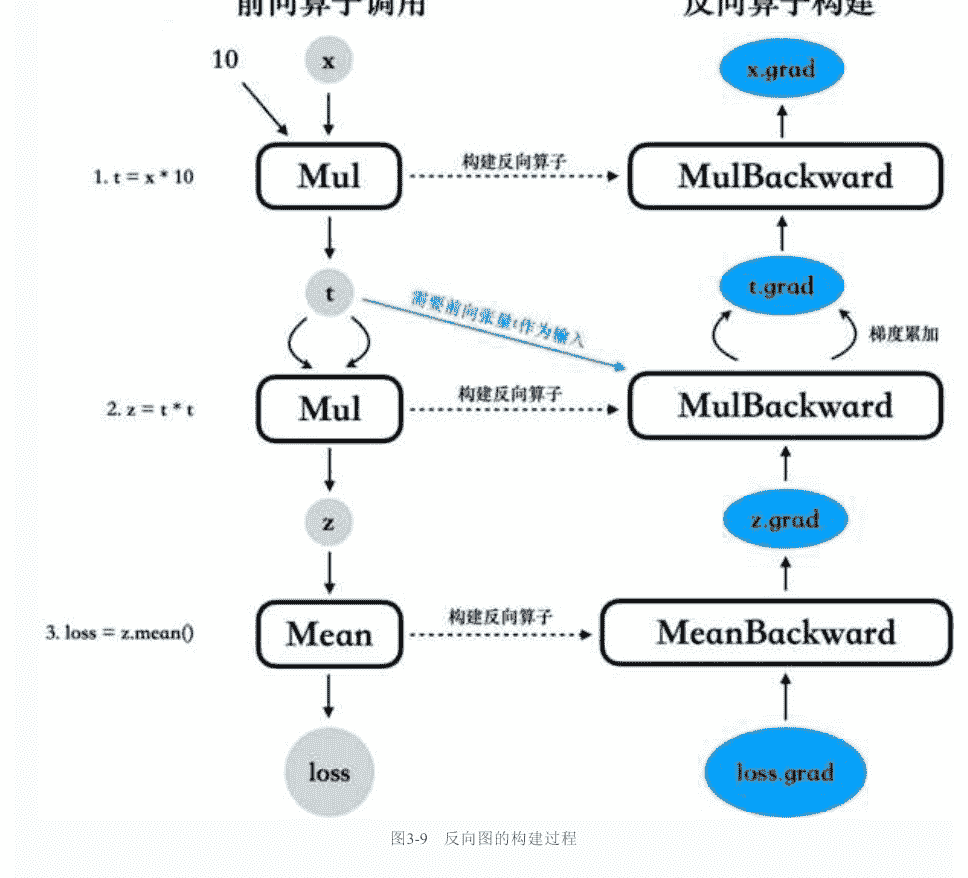 前向算子调用
反向算子构建
10
x
x.grad
1. t = x * 10
Mul
构建反向算子
MulBackward
t
需要前向张量t作为输入
t.grad
梯度累加
2. z = t * t
Mul
构建反向算子
MulBackward
z
z.grad
3. loss = z.mean()
Mean
构建反向算子
MeanBackward
loss
loss.grad
图3-9 反向图的构建过程